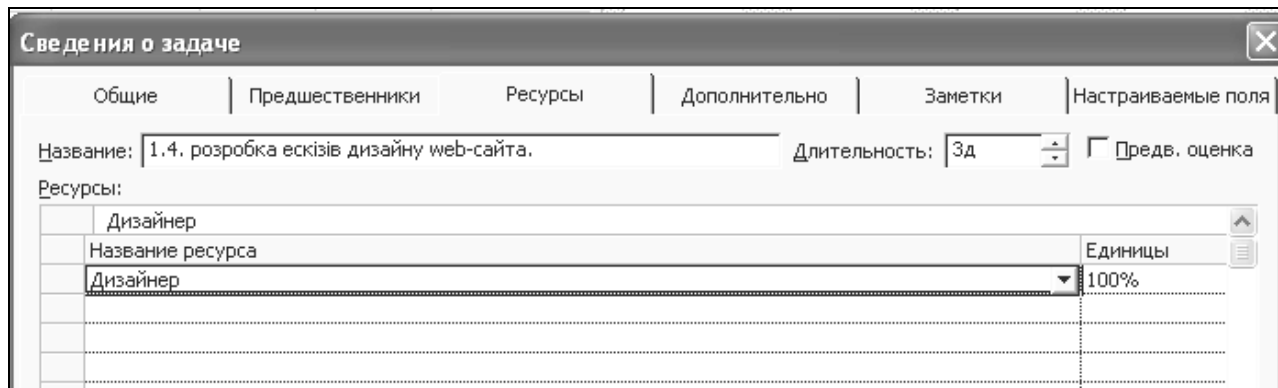 Сведения о задаче
Общие Предшественники Ресурсы Дополнительно Заметки Настраиваемые поля
Название: 1.4. розробка ескізів дизайну web-сайта. Длительность: 3д Предв. оценка
Ресурсы:
Дизайнер
Название ресурса Единицы
Дизайнер 100%